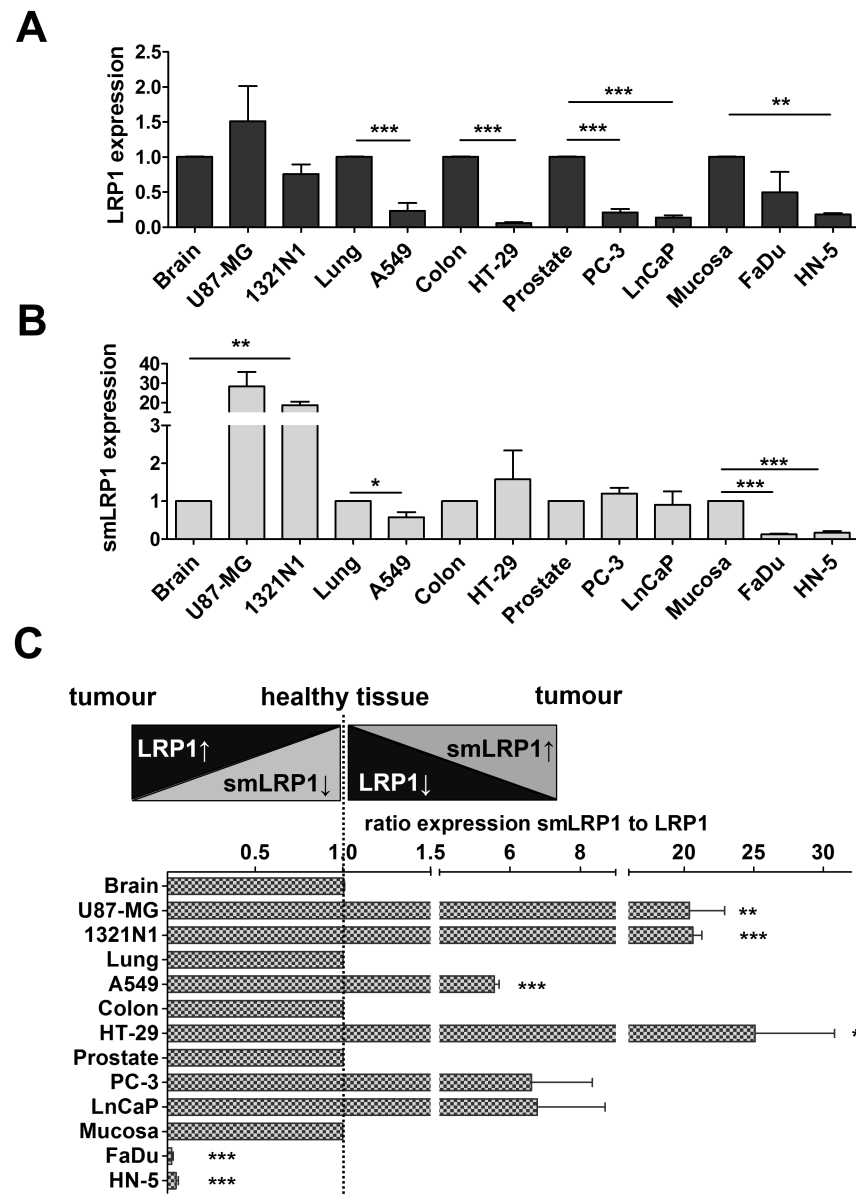 A
LRP1 expression
2.5
2.0
1.5
1.0
0.5
0.0
*** *** *** *** **
Brain U87-MG 1321N1 Lung A549 Colon HT-29 Prostate PC-3 LnCaP Mucosa FaDu HN-5
B
smLRP1 expression
40
30
20
3
2
1
0
** * *** ***
Brain U87-MG 1321N1 Lung A549 Colon HT-29 Prostate PC-3 LnCaP Mucosa FaDu HN-5
C
tumour healthy tissue tumour
LRP1↑ smLRP1↓ LRP1↓ smLRP1↑
ratio expression smLRP1 to LRP1
0.5 1.0 1.5 6 8 20 25 30
Brain
U87-MG **
1321N1 ***
Lung
A549 ***
Colon
HT-29 *
Prostate
PC-3
LnCaP
Mucosa
FaDu ***
HN-5 ***